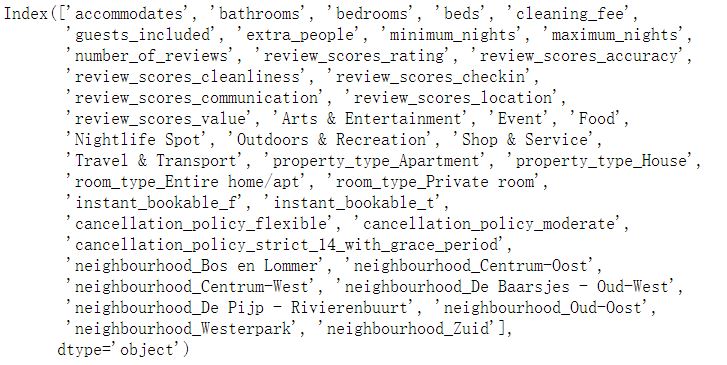 Index(['accommodates', 'bathrooms', 'bedrooms', 'beds', 'cleaning_fee',
'guests_included', 'extra_people', 'minimum_nights', 'maximum_nights',
'number_of_reviews', 'review_scores_rating', 'review_scores_accuracy',
'review_scores_cleanliness', 'review_scores_checkin',
'review_scores_communication', 'review_scores_location',
'review_scores_value', 'Arts & Entertainment', 'Event', 'Food',
'Nightlife Spot', 'Outdoors & Recreation', 'Shop & Service',
'Travel & Transport', 'property_type_Apartment', 'property_type_House',
'room_type_Entire home/apt', 'room_type_Private room',
'instant_bookable_f', 'instant_bookable_t',
'cancellation_policy_flexible', 'cancellation_policy_moderate',
'cancellation_policy_strict_14_with_grace_period',
'neighbourhood_Bos en Lommer', 'neighbourhood_Centrum-Oost',
'neighbourhood_Centrum-West', 'neighbourhood_De Baarsjes - Oud-West',
'neighbourhood_De Pijp - Rivierenbuurt', 'neighbourhood_Oud-Oost',
'neighbourhood_Westerpark', 'neighbourhood_Zuid'],
dtype='object')